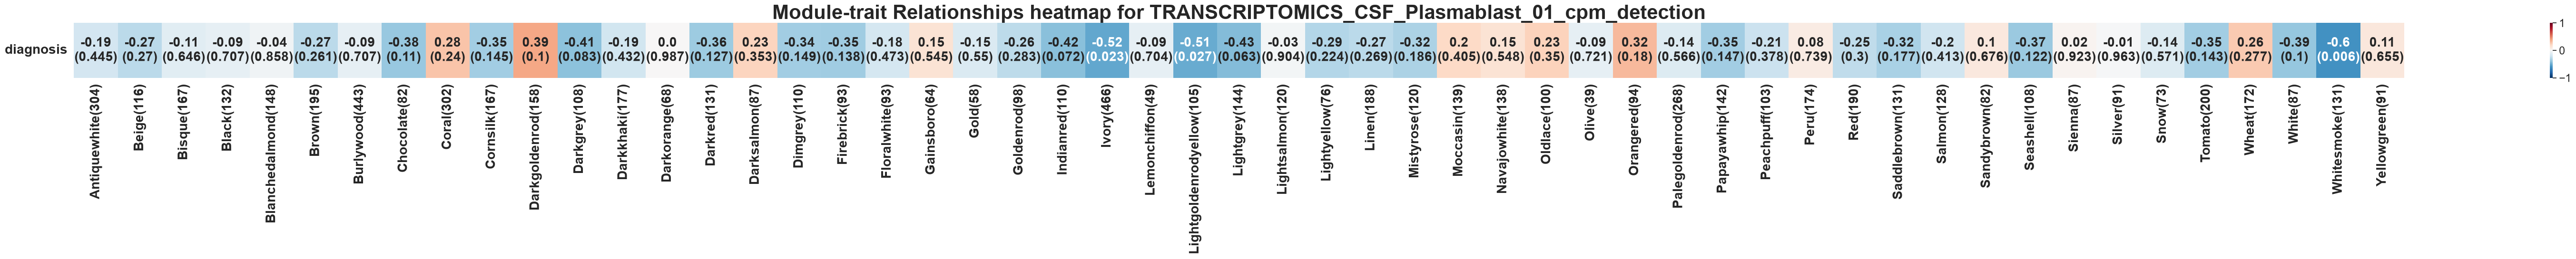 Module-trait Relationships heatmap for TRANSCRIPTOMICS_CSF_Plasmablast_01_cpm_detection
diagnosis
-0.19 -0.27 -0.11 -0.09 -0.04 -0.27 -0.09 -0.38 0.28 -0.35 0.39 -0.41 -0.19 0.0 -0.36 0.23 -0.34 -0.35 -0.18 0.15 -0.15 -0.26 -0.42 -0.52 -0.09 -0.51 -0.43 -0.03 -0.29 -0.27 -0.32 0.2 0.15 0.23 -0.09 0.32 -0.14 -0.35 -0.21 0.08 -0.25 -0.32 -0.2 0.1 -0.37 0.02 -0.01 -0.14 -0.35 0.26 -0.39 -0.6 0.11
(0.445) (0.27) (0.646) (0.707) (0.858) (0.261) (0.707) (0.11) (0.24) (0.145) (0.1) (0.083) (0.432) (0.987) (0.127) (0.353) (0.149) (0.138) (0.473) (0.545) (0.55) (0.283) (0.072) (0.023) (0.704) (0.027) (0.063) (0.904) (0.224) (0.269) (0.186) (0.405) (0.548) (0.35) (0.721) (0.18) (0.566) (0.147) (0.378) (0.739) (0.3) (0.177) (0.413) (0.676) (0.122) (0.923) (0.963) (0.571) (0.143) (0.277) (0.1) (0.006) (0.655)
Antiquewhite(304)
Beige(116)
Bisque(167)
Black(132)
Blanchedalmond(148)
Brown(195)
Burlywood(443)
Chocolate(82)
Coral(302)
Cornsilk(167)
Darkgoldenrod(158)
Darkgrey(108)
Darkkhaki(177)
Darkorange(68)
Darkred(131)
Darksalmon(87)
Dimgrey(110)
Firebrick(93)
Floralwhite(93)
Gainsboro(64)
Gold(58)
Goldenrod(98)
Indianred(110)
Ivory(466)
Lemonchiffon(49)
Lightgoldenrodyellow(105)
Lightgrey(144)
Lightsalmon(120)
Lightyellow(76)
Linen(188)
Mistyrose(120)
Moccasin(139)
Navajowhite(138)
Oldlace(100)
Olive(39)
Orangered(94)
Palegoldenrod(268)
Papayawhip(142)
Peachpuff(103)
Peru(174)
Red(190)
Saddlebrown(131)
Salmon(128)
Sandybrown(82)
Seashell(108)
Sienna(87)
Silver(91)
Snow(73)
Tomato(200)
Wheat(172)
White(87)
Whitesmoke(131)
Yellowgreen(91)
1
0
−1